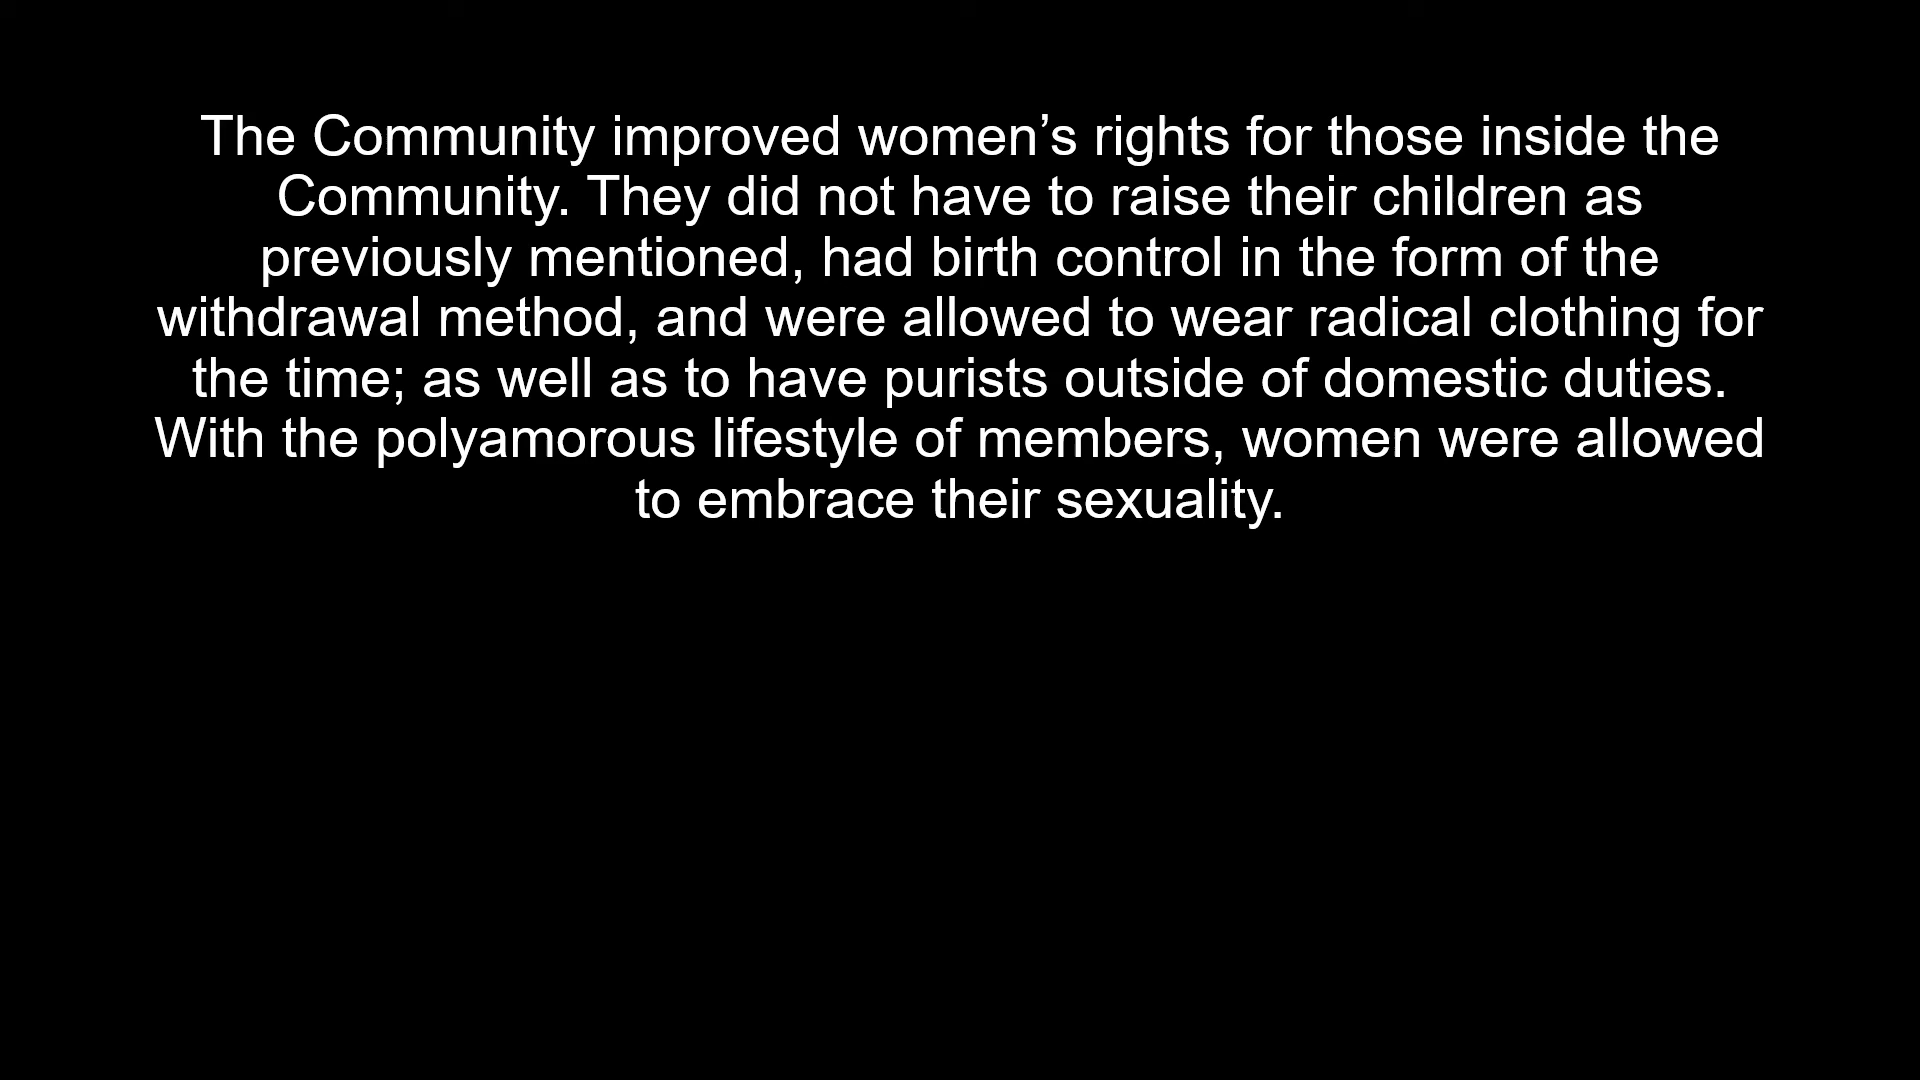 The Community improved women’s rights for those inside the
Community. They did not have to raise their children as
previously mentioned, had birth control in the form of the
withdrawal method, and were allowed to wear radical clothing for
the time; as well as to have purists outside of domestic duties.
With the polyamorous lifestyle of members, women were allowed
to embrace their sexuality.